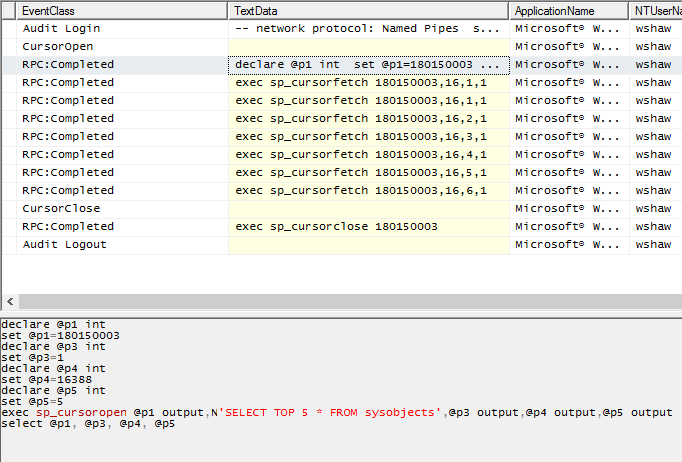 EventClass TextData ApplicationName NTUserNa
Audit Login -- network protocol: Named Pipes s... Microsoft® W... wshaw
CursorOpen Microsoft® W... wshaw
RPC:Completed declare @p1 int set @p1=180150003 ... Microsoft® W... wshaw
RPC:Completed exec sp_cursorfetch 180150003,16,1,1 Microsoft® W... wshaw
RPC:Completed exec sp_cursorfetch 180150003,16,1,1 Microsoft® W... wshaw
RPC:Completed exec sp_cursorfetch 180150003,16,2,1 Microsoft® W... wshaw
RPC:Completed exec sp_cursorfetch 180150003,16,3,1 Microsoft® W... wshaw
RPC:Completed exec sp_cursorfetch 180150003,16,4,1 Microsoft® W... wshaw
RPC:Completed exec sp_cursorfetch 180150003,16,5,1 Microsoft® W... wshaw
RPC:Completed exec sp_cursorfetch 180150003,16,6,1 Microsoft® W... wshaw
CursorClose Microsoft® W... wshaw
RPC:Completed exec sp_cursorclose 180150003 Microsoft® W... wshaw
Audit Logout Microsoft® W... wshaw
declare @p1 int
set @p1=180150003
declare @p3 int
set @p3=1
declare @p4 int
set @p4=16388
declare @p5 int
set @p5=5
exec sp_cursoropen @p1 output,N'SELECT TOP 5 * FROM sysobjects',@p3 output,@p4 output,@p5 output
select @p1, @p3, @p4, @p5